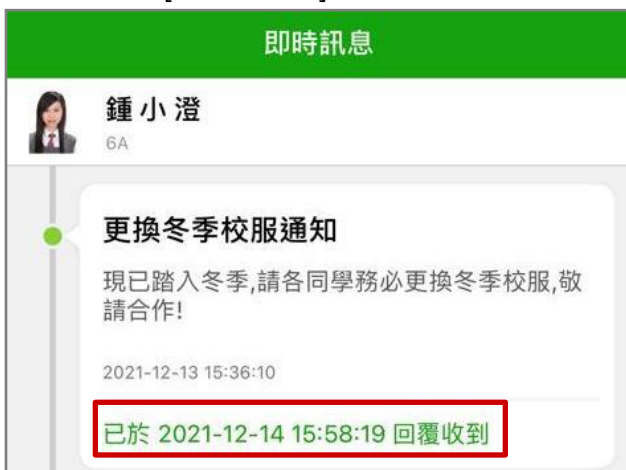 即時訊息
鍾小澄
6A
更換冬季校服通知
現已踏入冬季,請各同學務必更換冬季校服,敬
請合作!
2021-12-13 15:36:10
已於 2021-12-14 15:58:19 回覆收到